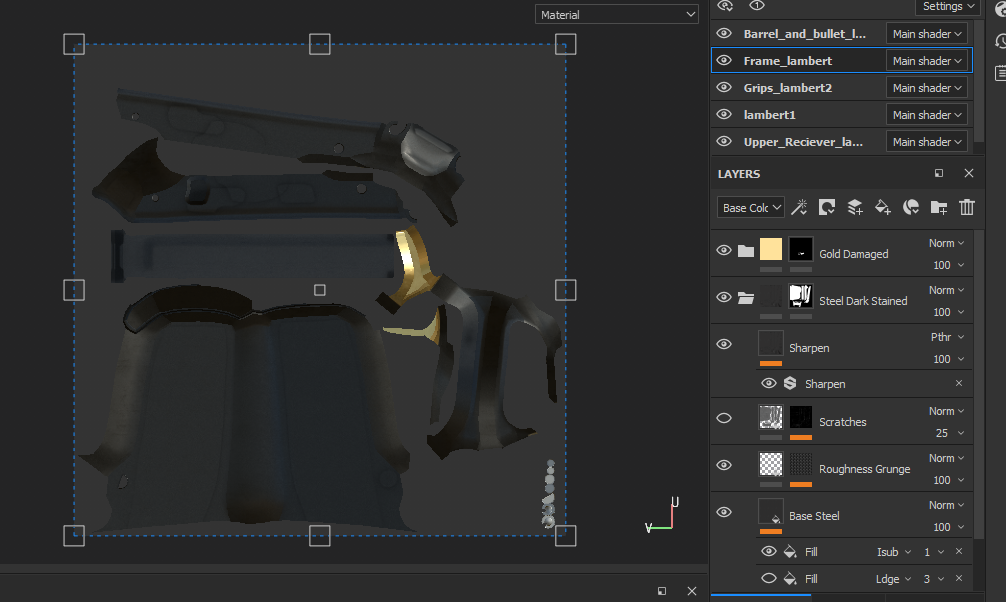 Material
Settings
1
Barrel_and_bullet_l...
Main shader
Frame_lambert
Main shader
Grips_lambert2
Main shader
lambert1
Main shader
Upper_Reciever_la...
Main shader
LAYERS
Base Colc
Gold Damaged
Norm
100
Steel Dark Stained
Norm
100
Sharpen
Pthr
100
Sharpen
Scratches
Norm
25
Roughness Grunge
Norm
100
Base Steel
Norm
100
Fill
Isub
1
Fill
Ldge
3
U
V